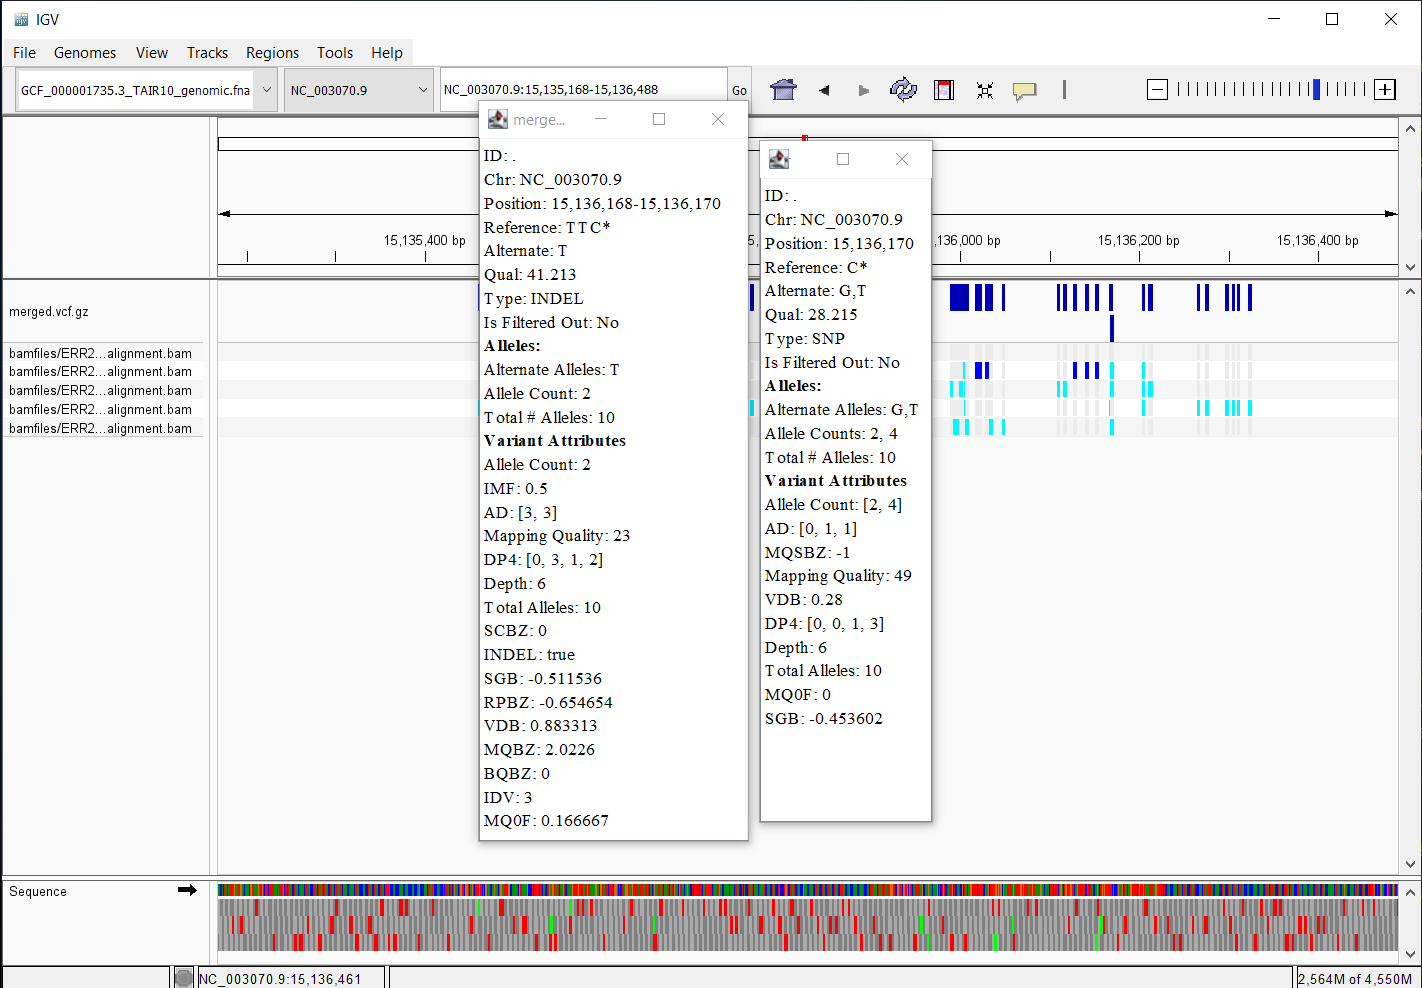 IGV
File Genomes View Tracks Regions Tools Help
GCF_000001735.3_TAIR10_genomic.fna NC_003070.9 NC_003070.9:15,135,168-15,136,488 Go
merge...
ID: .
Chr: NC_003070.9
Position: 15,136,168-15,136,170
Reference: TTC*
Alternate: T
Qual: 41.213
Type: INDEL
Is Filtered Out: No
Alleles:
Alternate Alleles: T
Allele Count: 2
Total # Alleles: 10
Variant Attributes
Allele Count: 2
IMF: 0.5
AD: [3, 3]
Mapping Quality: 23
DP4: [0, 3, 1, 2]
Depth: 6
Total Alleles: 10
SCBZ: 0
INDEL: true
SGB: -0.511536
RPBZ: -0.654654
VDB: 0.883313
MQBZ: 2.0226
BQBZ: 0
IDV: 3
MQ0F: 0.166667
ID: .
Chr: NC_003070.9
Position: 15,136,170
Reference: C*
Alternate: G,T
Qual: 28.215
Type: SNP
Is Filtered Out: No
Alleles:
Alternate Alleles: G,T
Allele Counts: 2, 4
Total # Alleles: 10
Variant Attributes
Allele Count: [2, 4]
AD: [0, 1, 1]
MQSBZ: -1
Mapping Quality: 49
VDB: 0.28
DP4: [0, 0, 1, 3]
Depth: 6
Total Alleles: 10
MQ0F: 0
SGB: -0.453602
15,135,400 bp 5, 136,000 bp 15,136,200 bp 15,136,400 bp
merged.vcf.gz
bamfiles/ERR2...alignment.bam
bamfiles/ERR2...alignment.bam
bamfiles/ERR2...alignment.bam
bamfiles/ERR2...alignment.bam
bamfiles/ERR2...alignment.bam
Sequence
NC_003070.9:15,136,461
2,564M of 4,550M